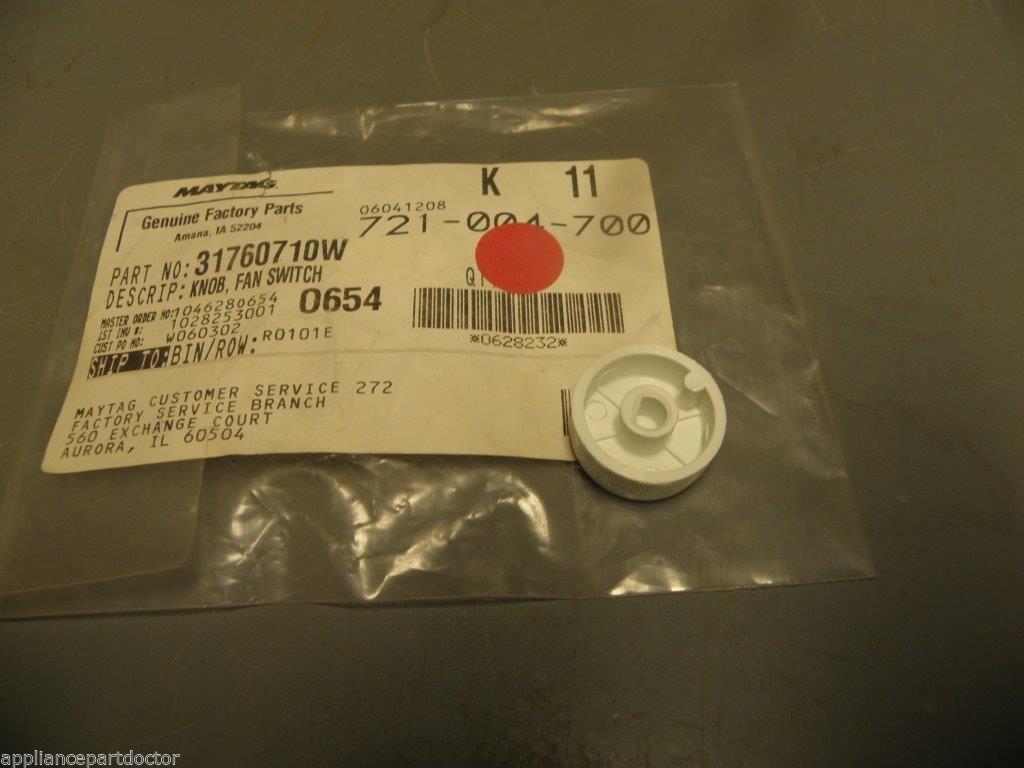 MAYTAG
K 11
Genuine Factory Parts
Amana, IA 52204
06041208
721-004-700
PART NO: 31760710W
DESCRIP: KNOB, FAN SWITCH
MASTER ORDER NO: 1046280654
0654
1ST INV #: 1028253001
CUST PO NO: W060302
SHIP TO: BIN/ROW: R0101E
*0628232*
MAYTAG CUSTOMER SERVICE 272
FACTORY SERVICE BRANCH
560 EXCHANGE COURT
AURORA, IL 60504
appliancepartdoctor